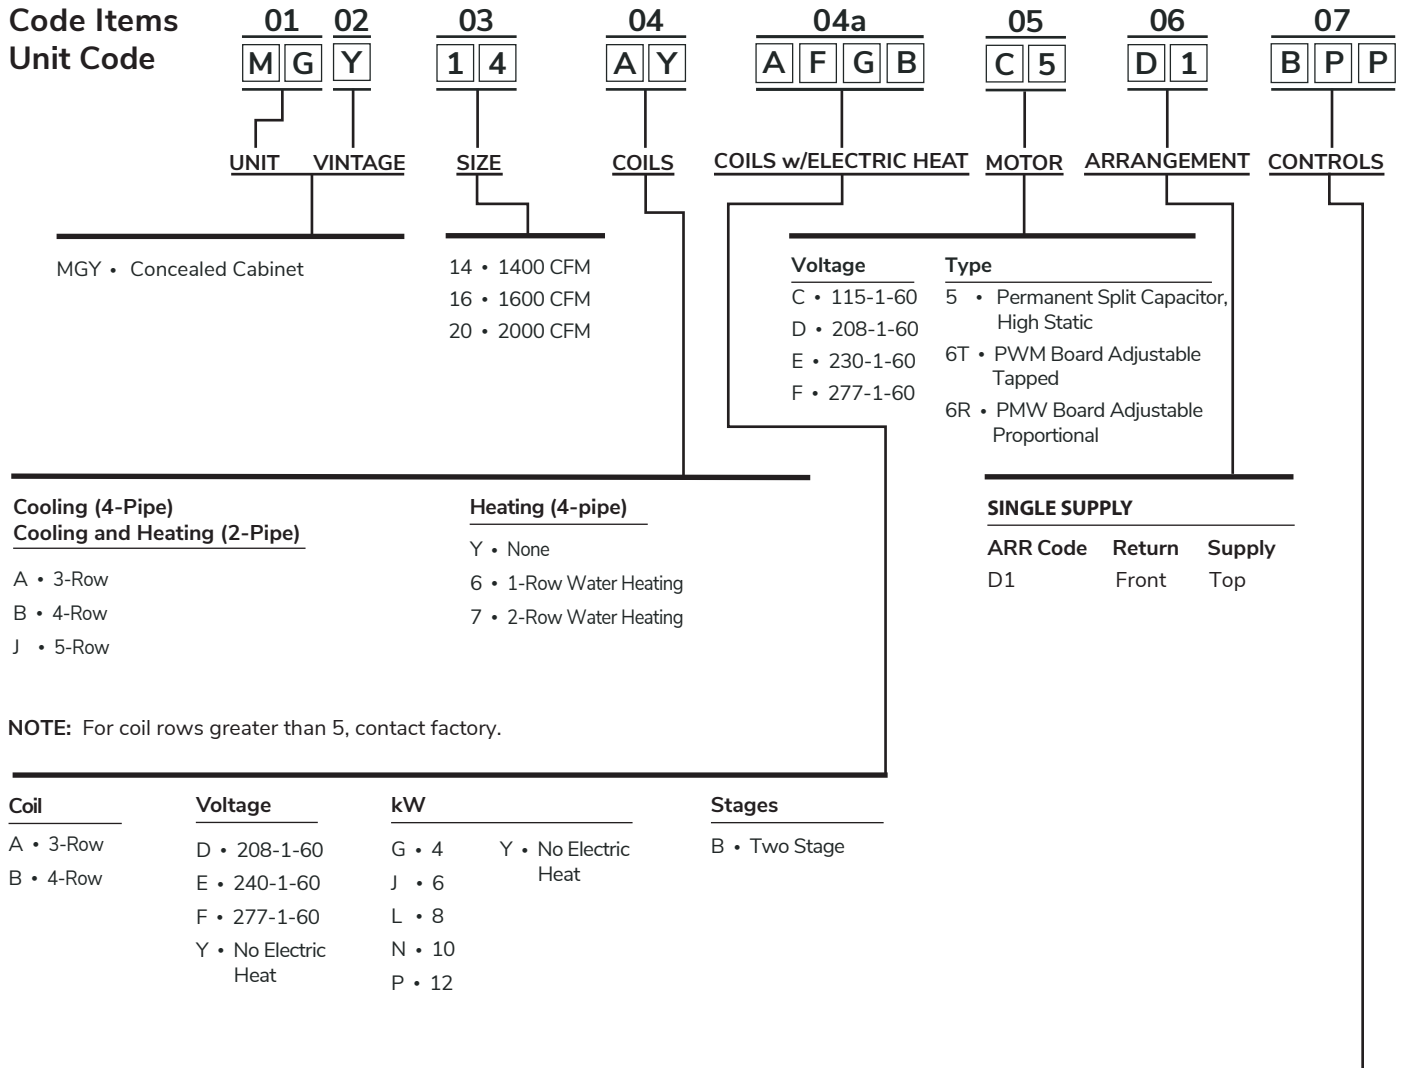 Code Items 01 02 03 04 04a 05 06 07
Unit Code M G Y 1 4 A Y A F G B C 5 D 1 B P P
UNIT VINTAGE SIZE COILS COILS w/ELECTRIC HEAT MOTOR ARRANGEMENT CONTROLS
MGY • Concealed Cabinet
14 • 1400 CFM
16 • 1600 CFM
20 • 2000 CFM
Voltage
C • 115-1-60
D • 208-1-60
E • 230-1-60
F • 277-1-60
Type
5 • Permanent Split Capacitor,
High Static
6T • PWM Board Adjustable
Tapped
6R • PMW Board Adjustable
Proportional
Cooling (4-Pipe)
Cooling and Heating (2-Pipe)
A • 3-Row
B • 4-Row
J • 5-Row
Heating (4-pipe)
Y • None
6 • 1-Row Water Heating
7 • 2-Row Water Heating
SINGLE SUPPLY
ARR Code Return Supply
D1 Front Top
NOTE: For coil rows greater than 5, contact factory.
Coil
A • 3-Row
B • 4-Row
Voltage
D • 208-1-60
E • 240-1-60
F • 277-1-60
Y • No Electric
Heat
kW
G • 4
J • 6
L • 8
N • 10
P • 12
Y • No Electric
Heat
Stages
B • Two Stage